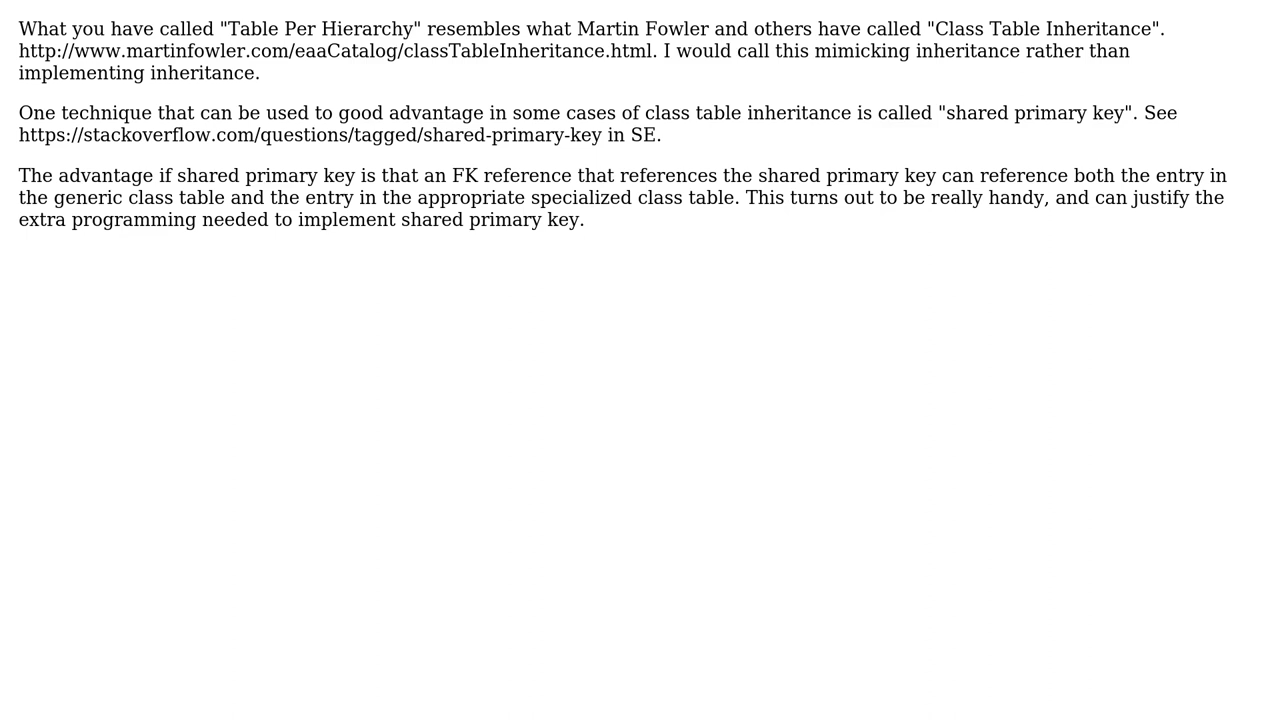 What you have called "Table Per Hierarchy" resembles what Martin Fowler and others have called "Class Table Inheritance".
http://www.martinfowler.com/eaaCatalog/classTableInheritance.html. I would call this mimicking inheritance rather than
implementing inheritance.
One technique that can be used to good advantage in some cases of class table inheritance is called "shared primary key". See
https://stackoverflow.com/questions/tagged/shared-primary-key in SE.
The advantage if shared primary key is that an FK reference that references the shared primary key can reference both the entry in
the generic class table and the entry in the appropriate specialized class table. This turns out to be really handy, and can justify the
extra programming needed to implement shared primary key.